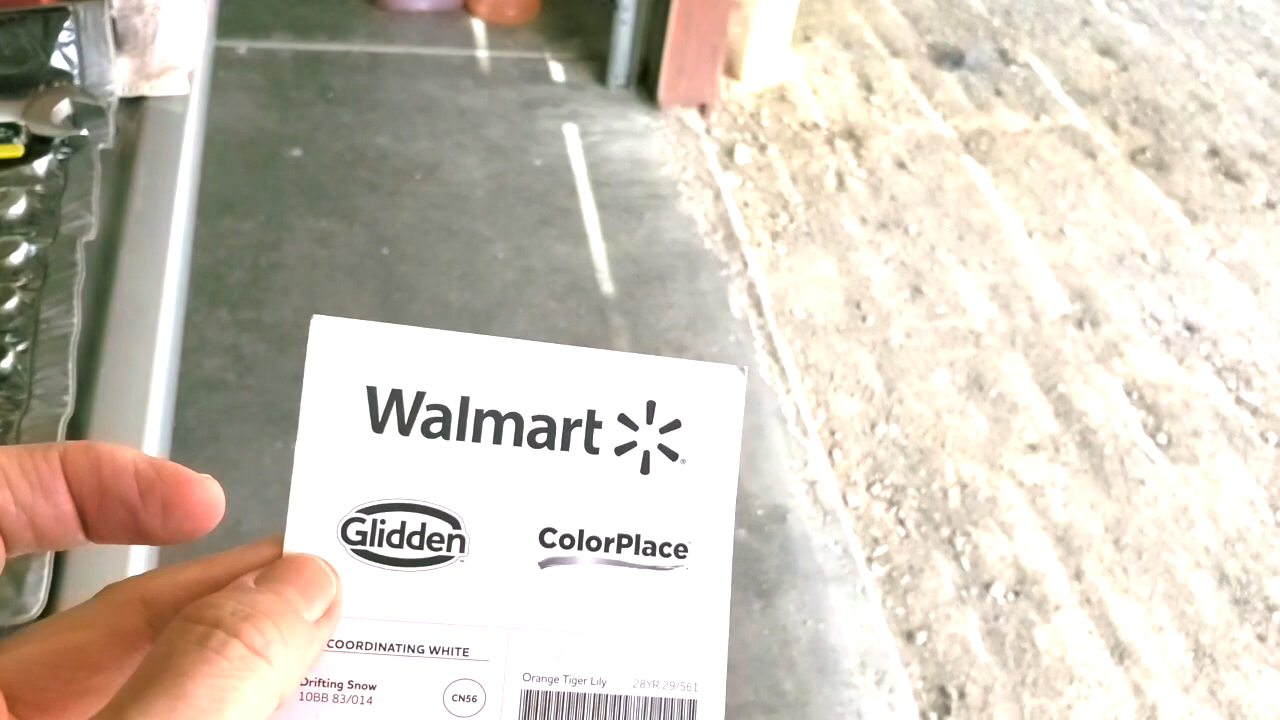 Walmart
Glidden
ColorPlace
COORDINATING WHITE
Drifting Snow
10BB 83/014
CN56
Orange Tiger Lily 28YR 29/561